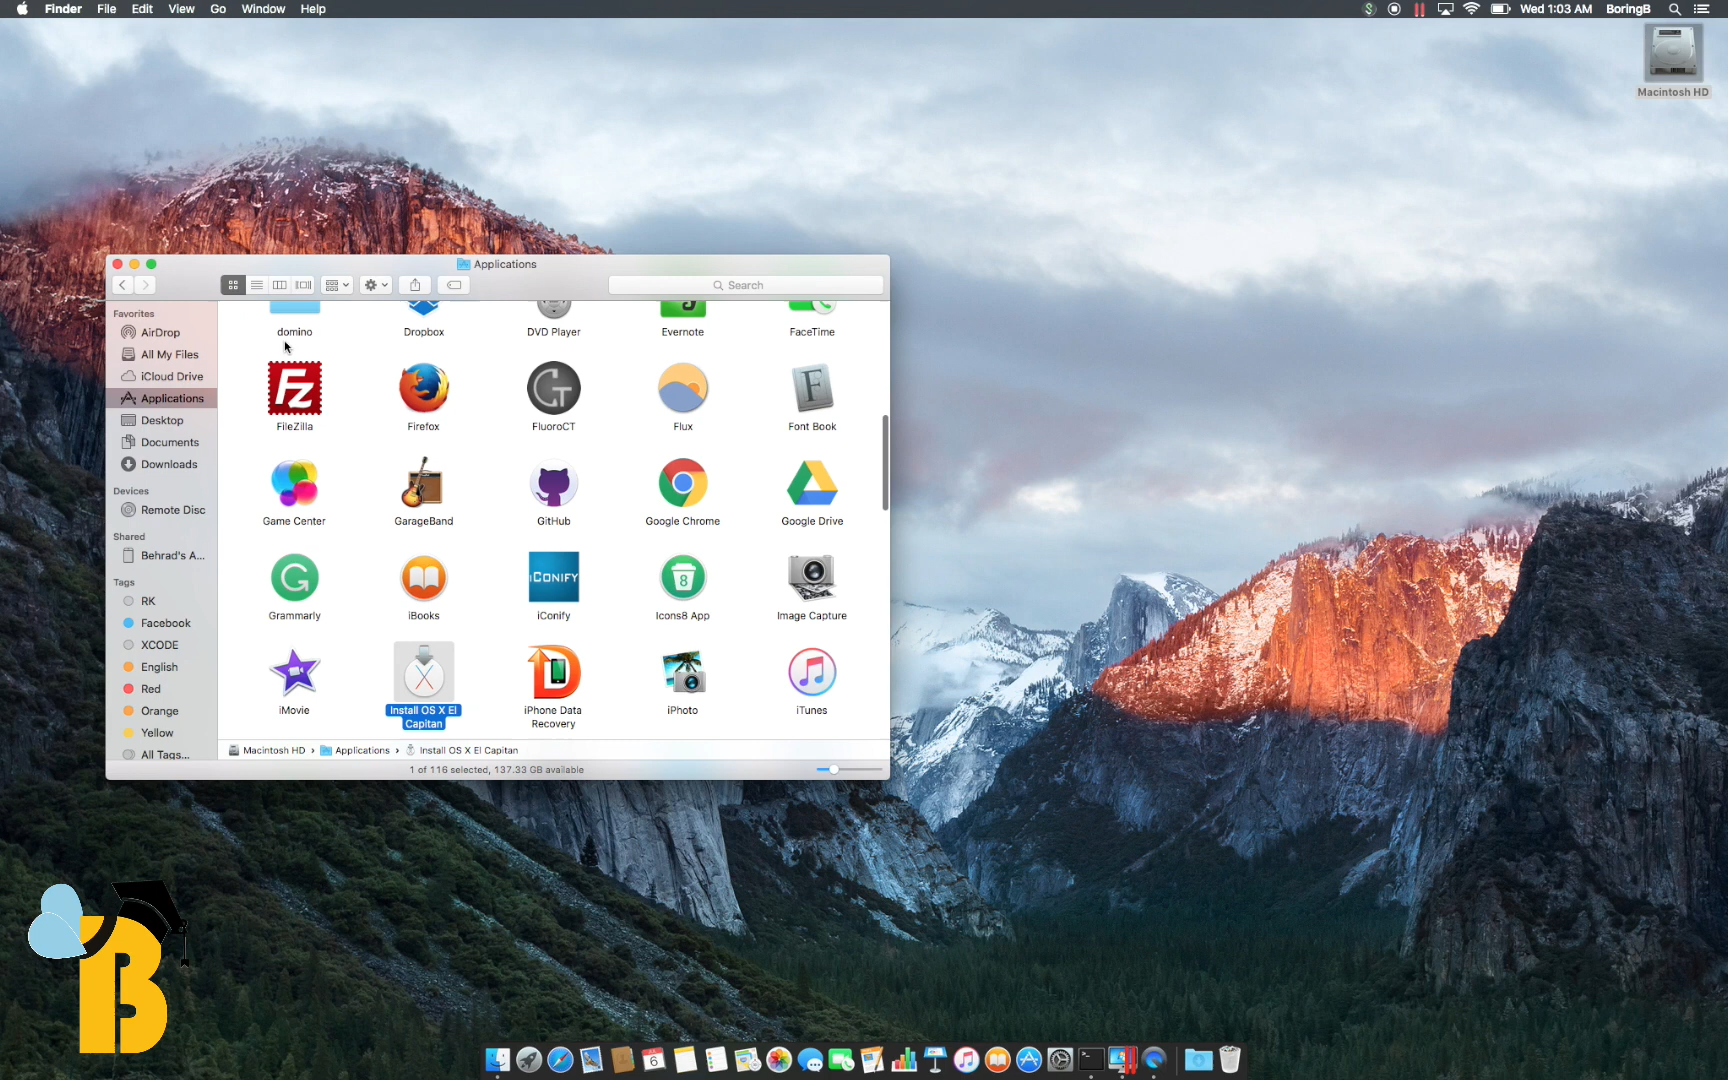 Finder File Edit View Go Window Help
Wed 1:03 AM BoringB
Macintosh HD
Applications
Search
Favorites
AirDrop
All My Files
iCloud Drive
Applications
Desktop
Documents
Downloads
Devices
Remote Disc
Shared
Behrad's A...
Tags
RK
Facebook
XCODE
English
Red
Orange
Yellow
All Tags...
domino Dropbox DVD Player Evernote FaceTime
FileZilla Firefox FluoroCT Flux Font Book
Game Center GarageBand GitHub Google Chrome Google Drive
iCONIFY
8
Grammarly iBooks iConify Icons8 App Image Capture
iMovie Install OS X El Capitan iPhone Data Recovery iPhoto iTunes
Macintosh HD › Applications › Install OS X El Capitan
1 of 116 selected, 137.33 GB available
B
6